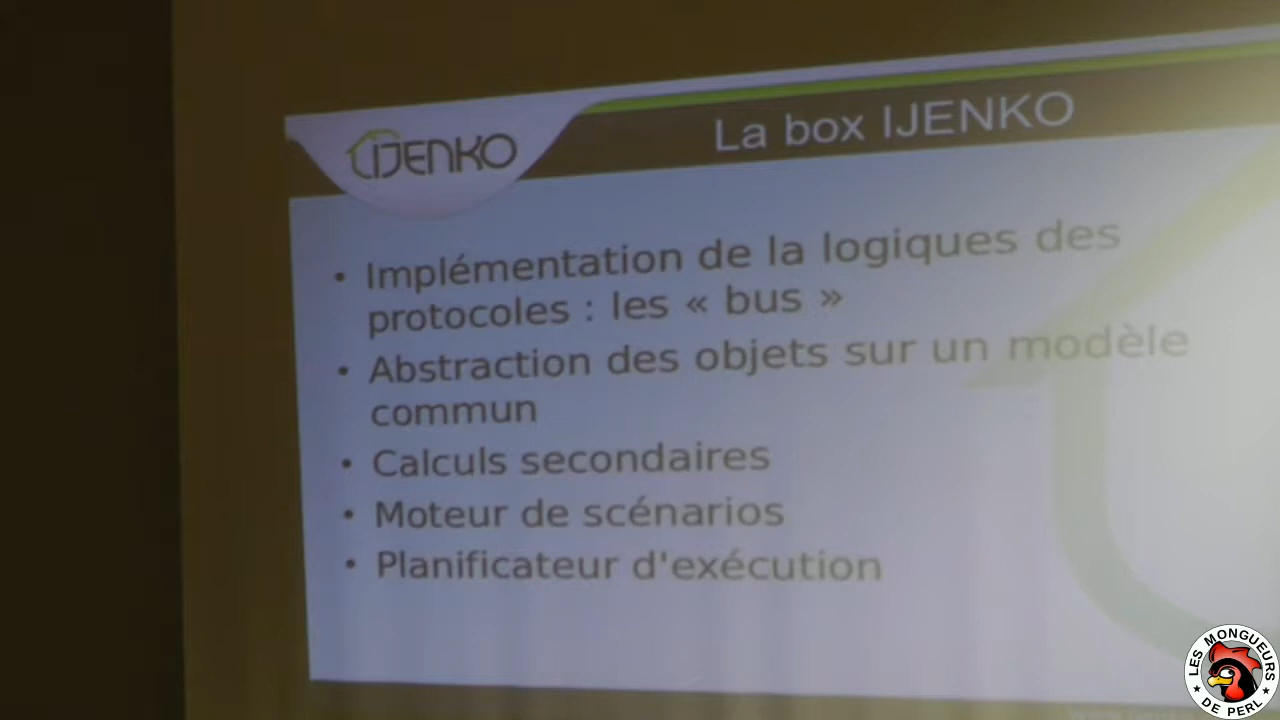 La box IJENKO
IJENKO
• Implémentation de la logiques des
protocoles : les « bus »
• Abstraction des objets sur un modèle
commun
• Calculs secondaires
• Moteur de scénarios
• Planificateur d'exécution
LES MONGUEURS
★ DE PERL ★